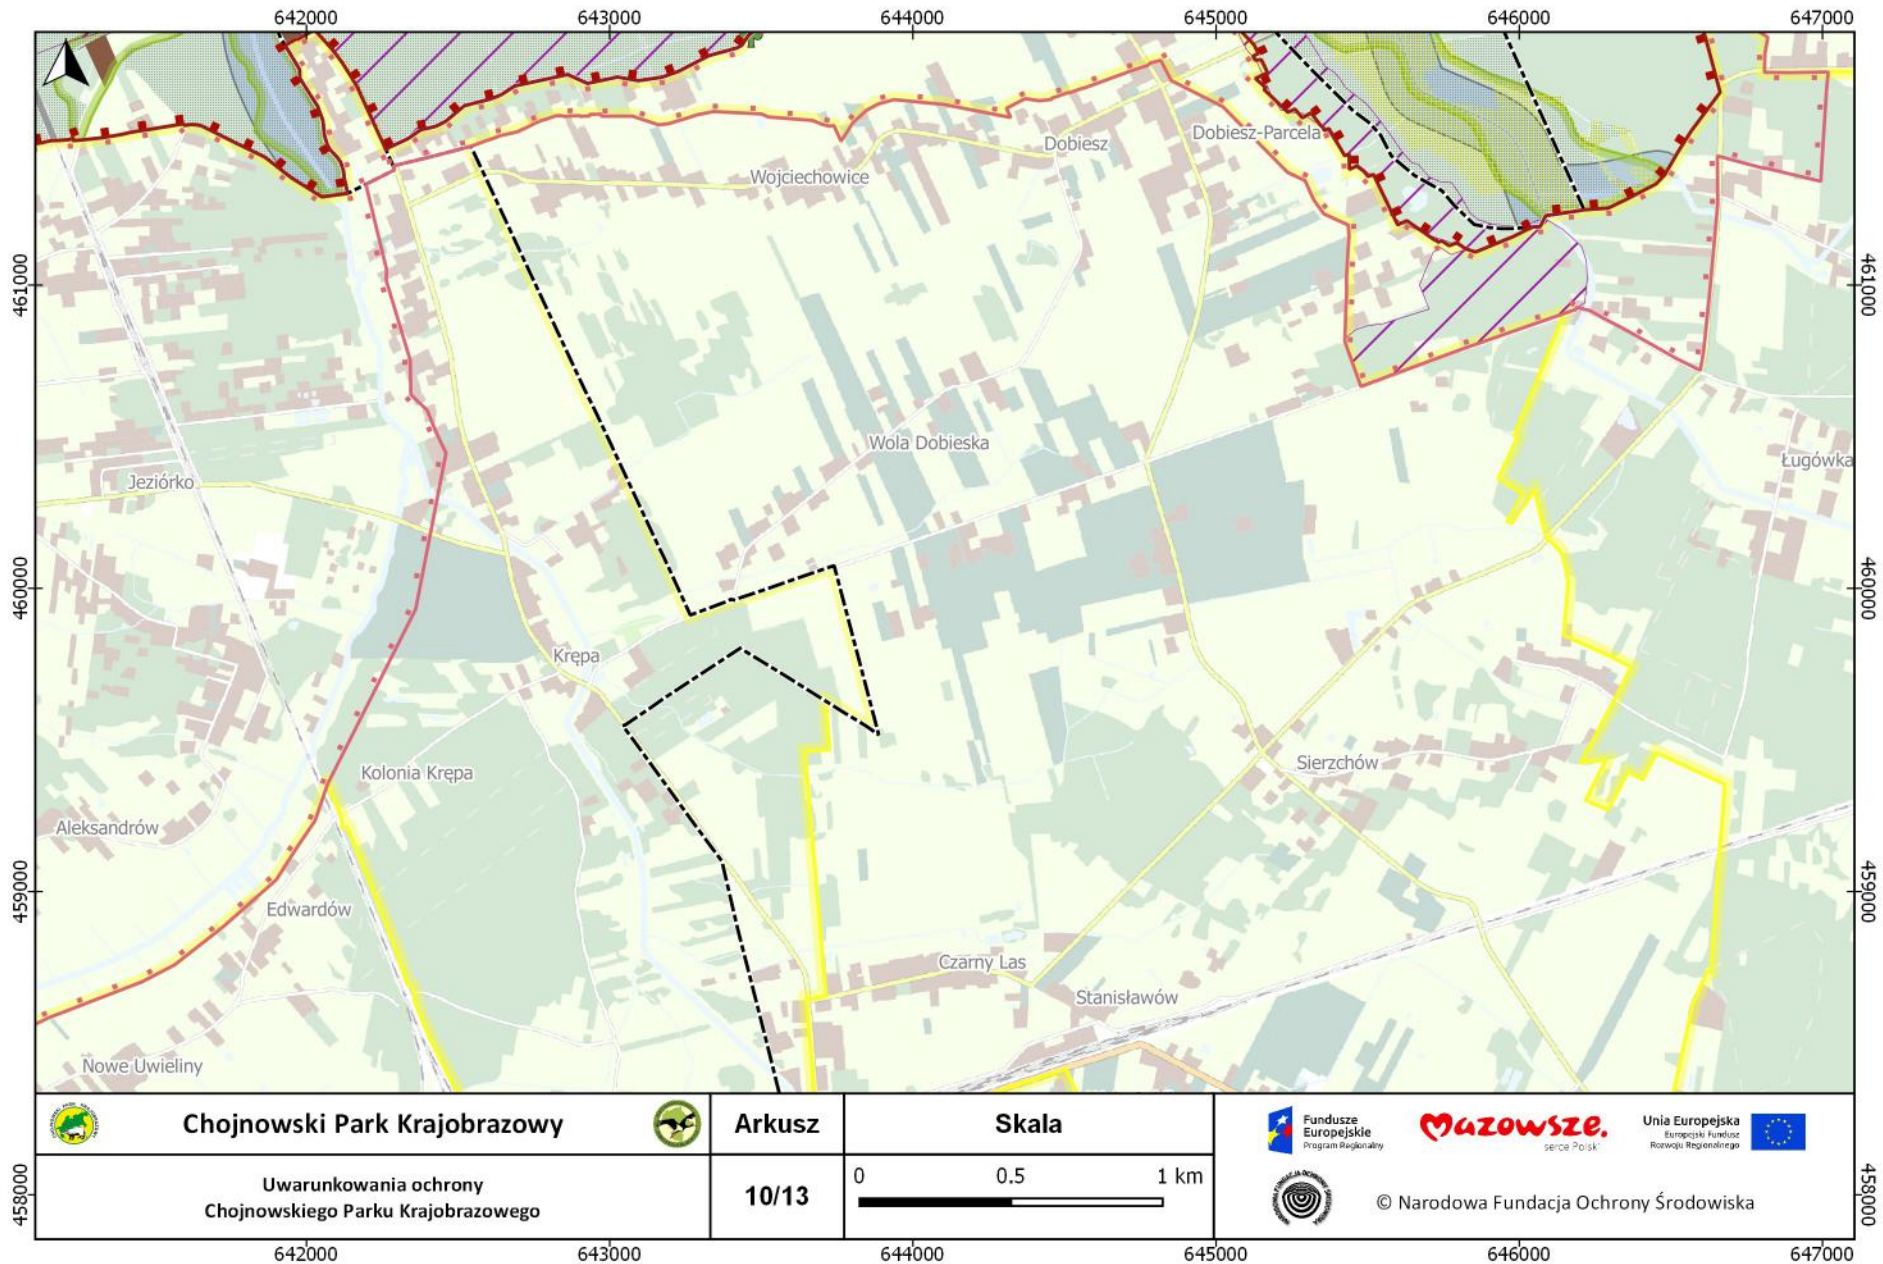 642000 643000 644000 645000 646000 647000
Dobiesz-Parcela
Dobiesz
Wojciechowice
461000 461000
Wola Dobieska
Ługówka
Jeziórko
460000 460000
Krępa
Sierzchów
Kolonia Krępa
Aleksandrów
459000 459000
Edwardów
Czarny Las
Stanisławów
Nowe Uwieliny
Chojnowski Park Krajobrazowy
Arkusz
Skala
Uwarunkowania ochrony
Chojnowskiego Parku Krajobrazowego
10/13
0 0.5 1 km
Fundusze
Europejskie
Program Regionalny
Mazowsze.
serce Polski
Unia Europejska
Europejski Fundusz
Rozwoju Regionalnego
© Narodowa Fundacja Ochrony Środowiska
458000 458000
642000 643000 644000 645000 646000 647000